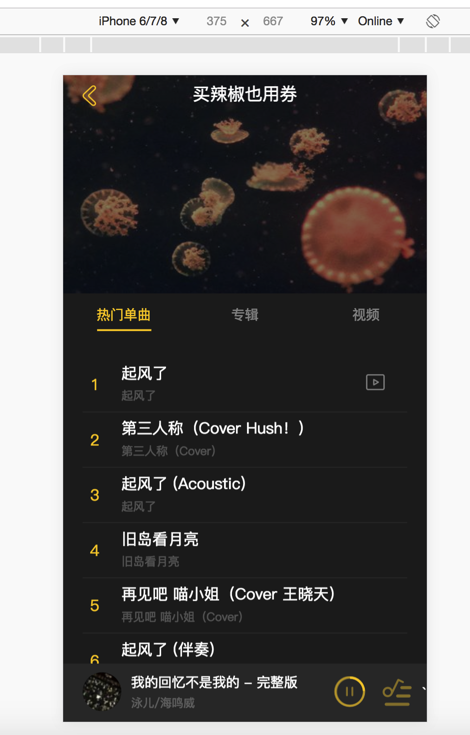 iPhone 6/7/8 ▼ 375 × 667 97% ▼ Online ▼
买辣椒也用券
热门单曲 专辑 视频
1 起风了
起风了
2 第三人称（Cover Hush！）
第三人称（Cover）
3 起风了 (Acoustic)
起风了
4 旧岛看月亮
旧岛看月亮
5 再见吧 喵小姐（Cover 王晓天）
再见吧 喵小姐（Cover）
6 起风了 (伴奏)
我的回忆不是我的 – 完整版
泳儿/海鸣威